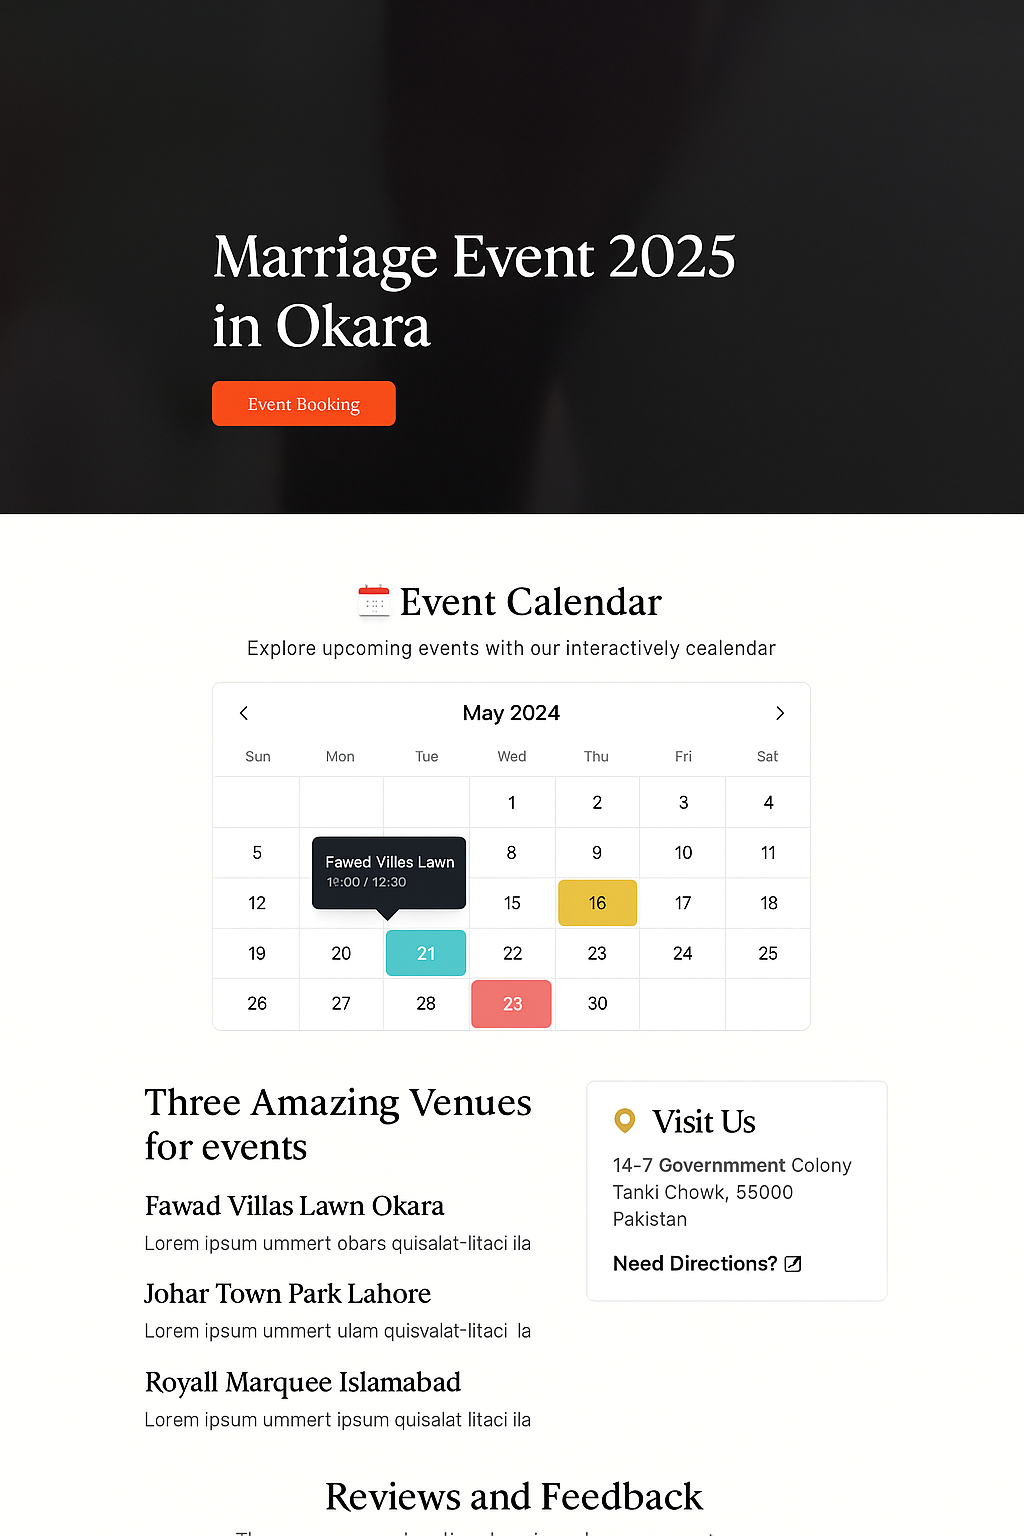 Marriage Event 2025
in Okara
Event Booking
Event Calendar
Explore upcoming events with our interactively cealendar
May 2024
Sun Mon Tue Wed Thu Fri Sat
1 2 3 4
5 8 9 10 11
Fawed Villes Lawn
/ 12:30
12 15 16 17 18
19 20 21 22 23 24 25
26 27 28 23 30
Three Amazing Venues
for events
Fawad Villas Lawn Okara
Lorem ipsum ummert obars quisalat-litaci ila
Johar Town Park Lahore
Lorem ipsum ummert ulam quisvalat-litaci la
Royall Marquee Islamabad
Lorem ipsum ummert ipsum quisalat litaci ila
Visit Us
14-7 Governmment Colony
Tanki Chowk, 55000
Pakistan
Need Directions?
Reviews and Feedback